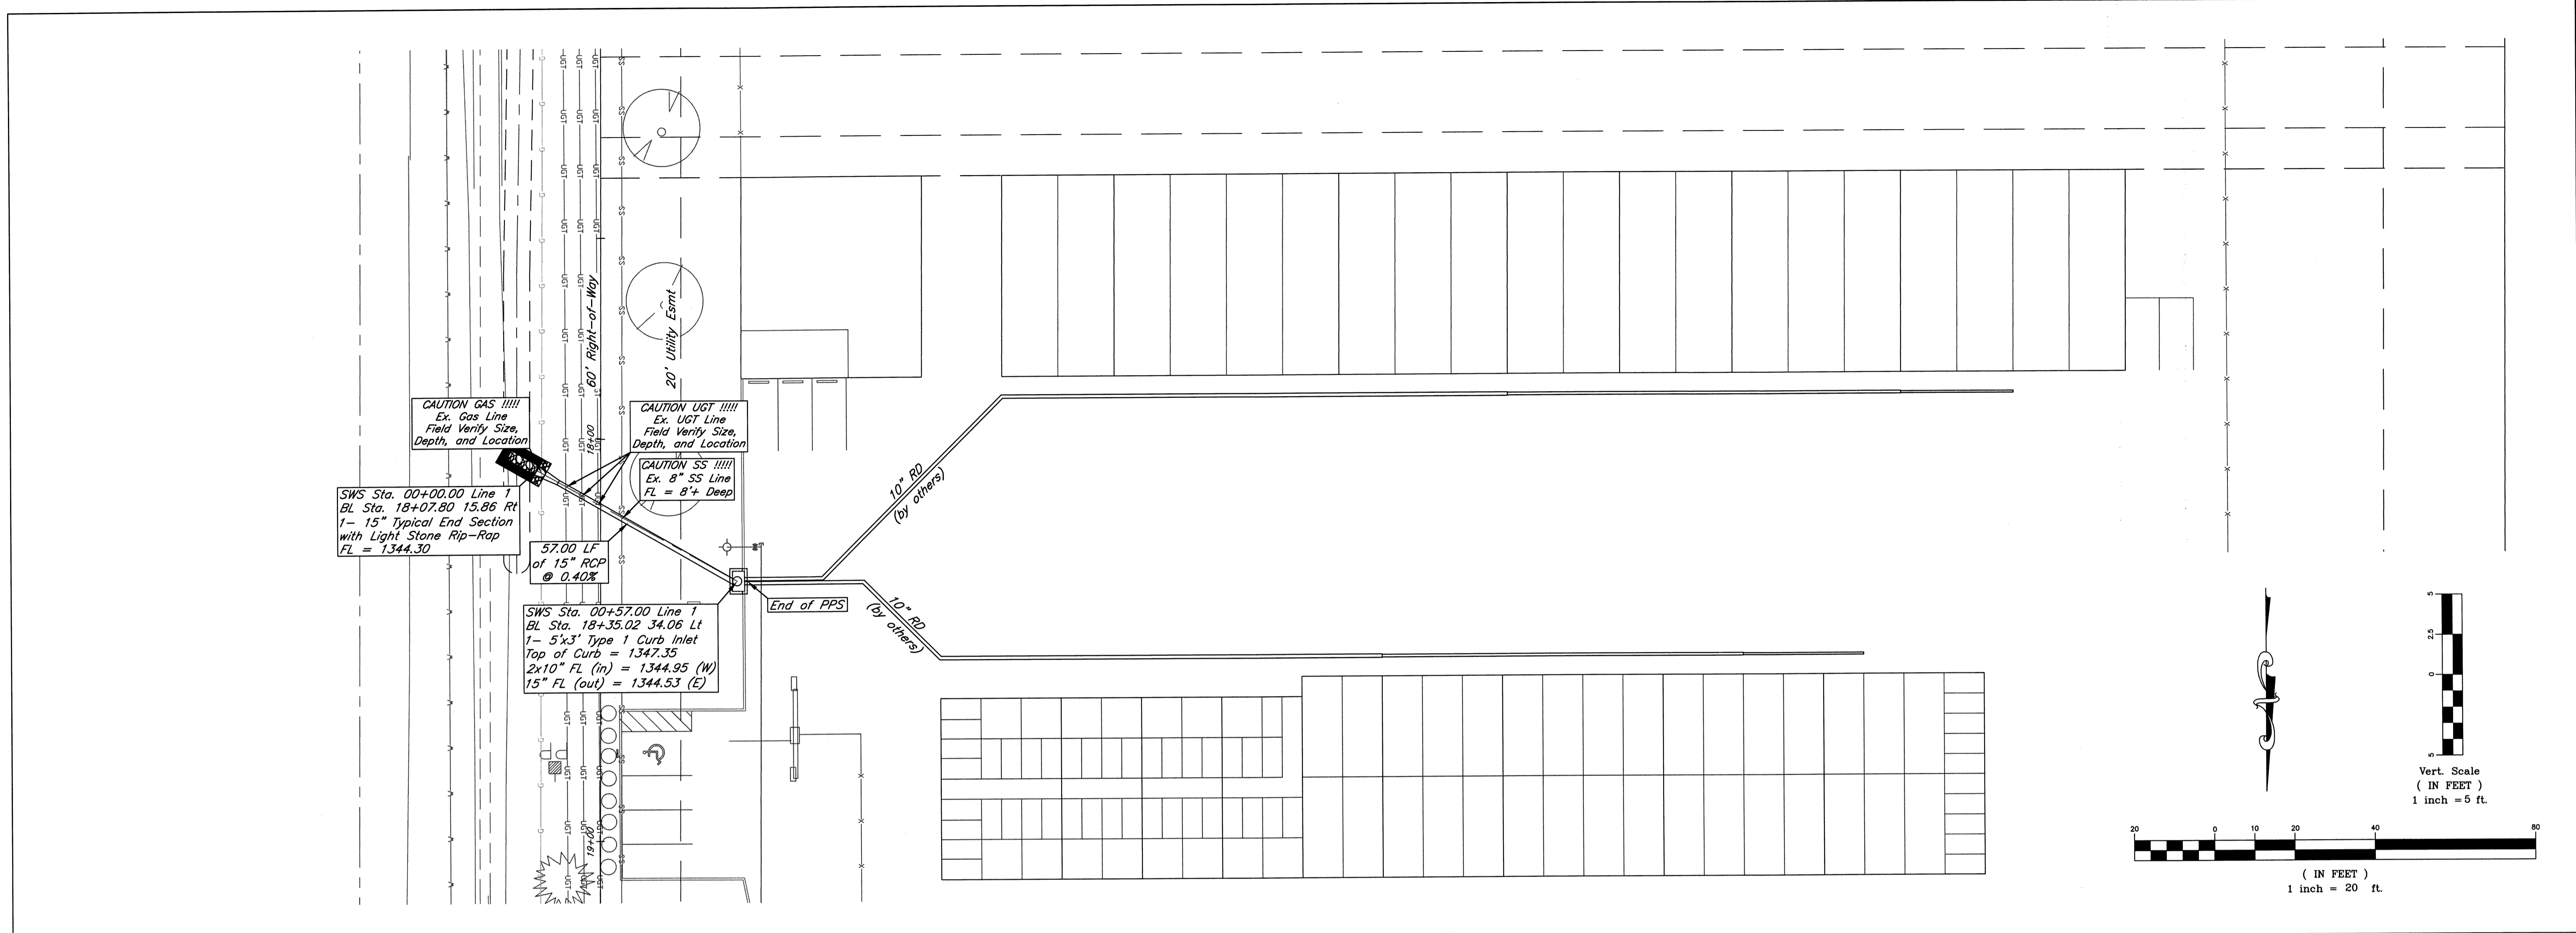 60' Right-of-Way
20' Utility Esmt
18+00
CAUTION GAS !!!!!
Ex. Gas Line
Field Verify Size,
Depth, and Location
CAUTION UGT !!!!!
Ex. UGT Line
Field Verify Size,
Depth, and Location
CAUTION SS !!!!!
Ex. 8" SS Line
FL = 8'+ Deep
SWS Sta. 00+00.00 Line 1
BL Sta. 18+07.80 15.86 Rt
1- 15" Typical End Section
with Light Stone Rip-Rap
FL = 1344.30
57.00 LF
of 15" RCP
@ 0.40%
SWS Sta. 00+57.00 Line 1
BL Sta. 18+35.02 34.06 Lt
1- 5'x3' Type 1 Curb Inlet
Top of Curb = 1347.35
2x10" FL (in) = 1344.95 (W)
15" FL (out) = 1344.53 (E)
End of PPS
10" RD
(by others)
10" RD
(by others)
19+00
UGT
UGT
UGT
SS
G
W
X
5
2.5
0
5
Vert. Scale
( IN FEET )
1 inch =5 ft.
20 0 10 20 40 80
( IN FEET )
1 inch = 20 ft.